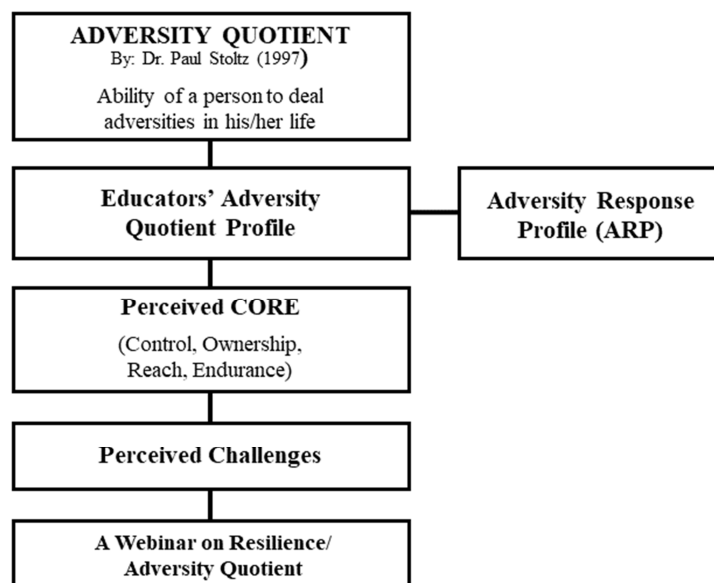 ADVERSITY QUOTIENT
By: Dr. Paul Stoltz (1997)
Ability of a person to deal
adversities in his/her life
Educators’ Adversity
Quotient Profile
Adversity Response
Profile (ARP)
Perceived CORE
(Control, Ownership,
Reach, Endurance)
Perceived Challenges
A Webinar on Resilience/
Adversity Quotient